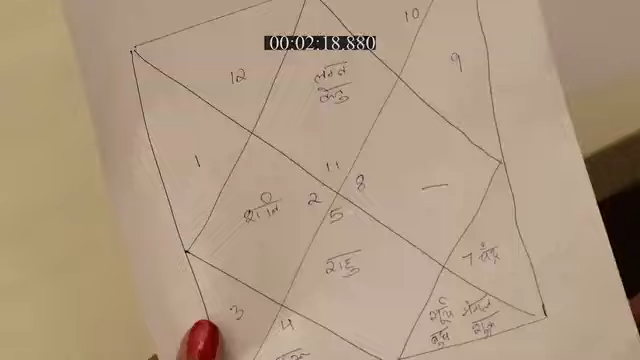 00:02:18.880
10
9
12
लग्न
केतु
1
11
8
2
शनि
5
राहु
7 चंद्र
3
4
सूर्य मंगल
बुध शुक्र